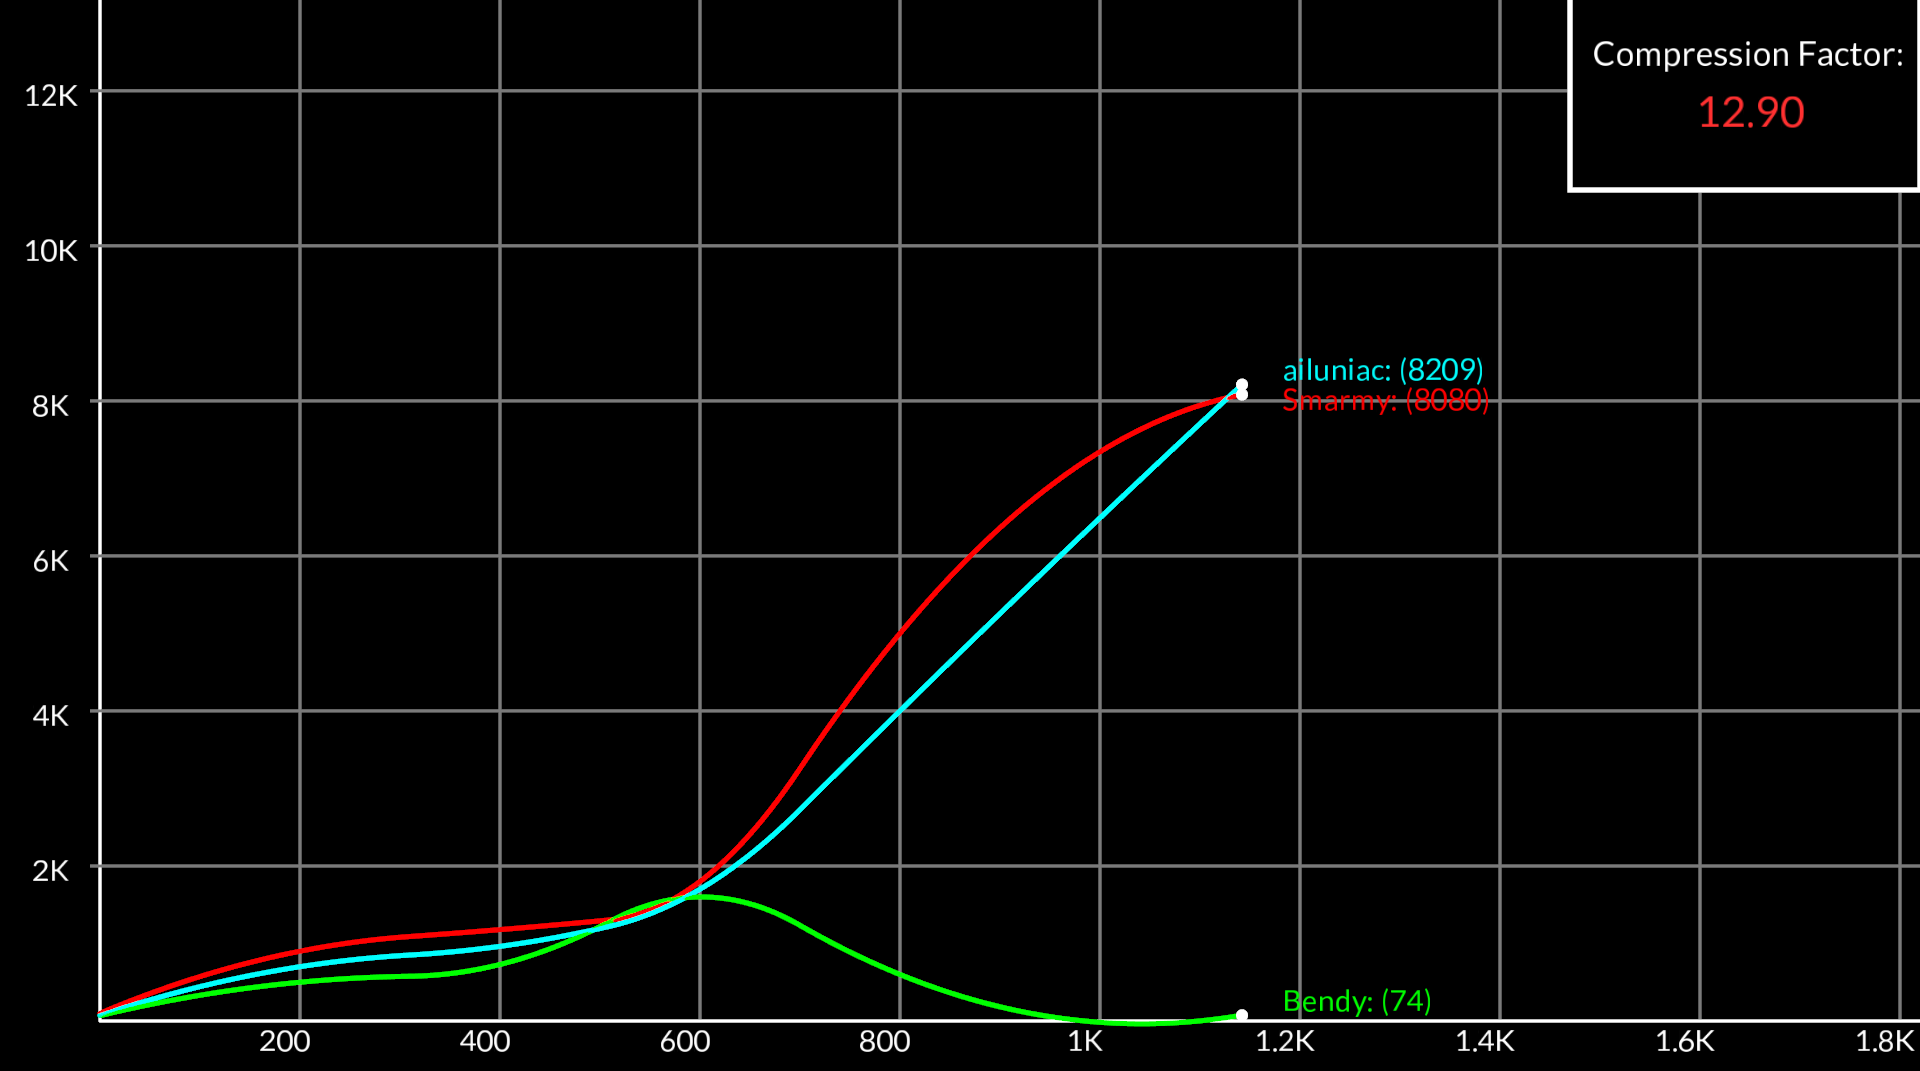 Compression Factor:
12.90
12K
10K
8K
6K
4K
2K
ailuniac: (8209)
Smarmy: (8080)
Bendy: (74)
200
400
600
800
1K
1.2K
1.4K
1.6K
1.8K